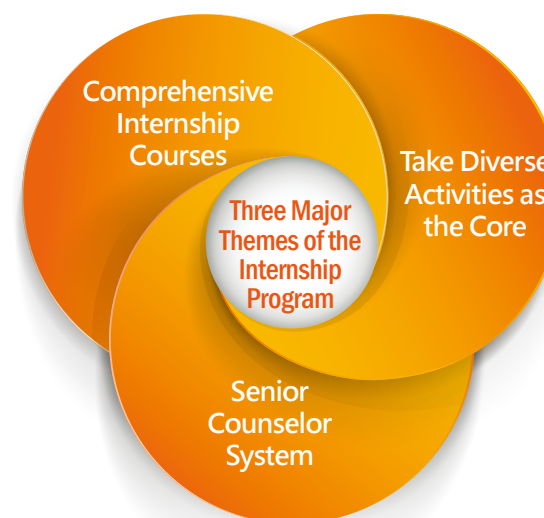 Comprehensive
Internship
Courses
Take Diverse
Activities as
the Core
Three Major
Themes of the
Internship
Program
Senior
Counselor
System